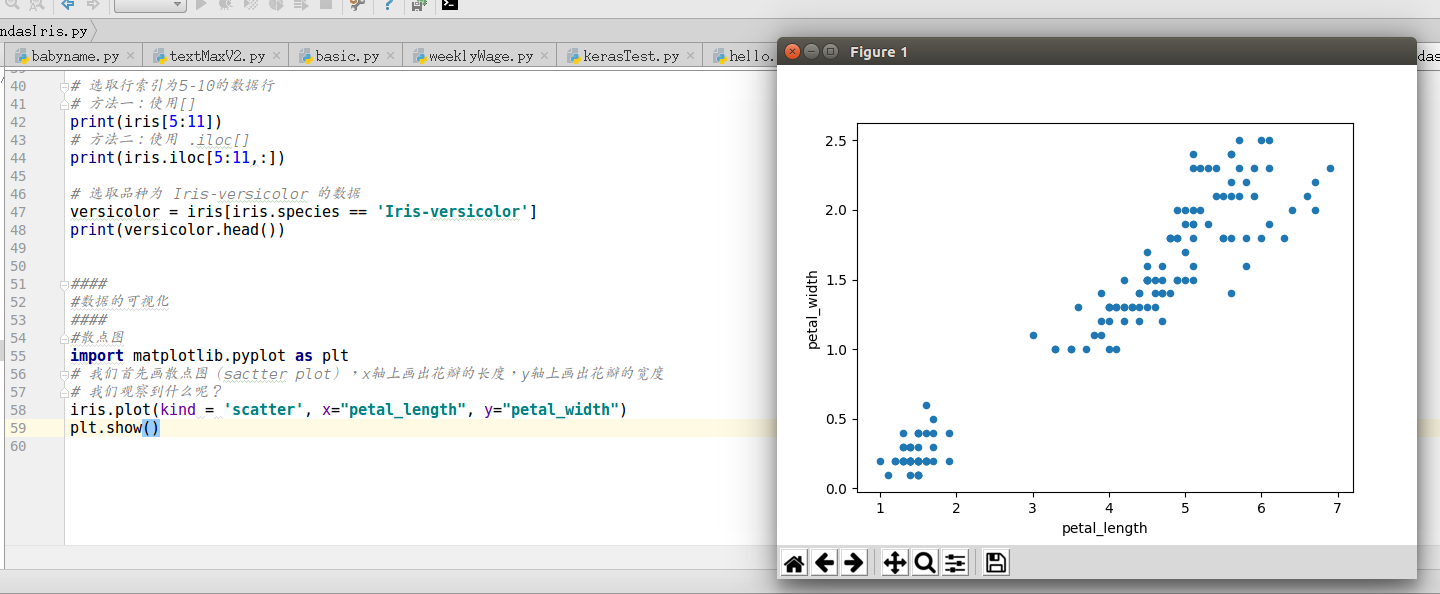 ndasIris.py
babyname.py
textMaxV2.py
basic.py
weeklyWage.py
kerasTest.py
hello.
das
40 # 选取行索引为5-10的数据行
41 # 方法一：使用[]
42 print(iris[5:11])
43 # 方法二：使用 .iloc[]
44 print(iris.iloc[5:11,:])
45
46 # 选取品种为 Iris-versicolor 的数据
47 versicolor = iris[iris.species == 'Iris-versicolor']
48 print(versicolor.head())
49
50
51 ####
52 #数据的可视化
53 ####
54 #散点图
55 import matplotlib.pyplot as plt
56 # 我们首先画散点图（sactter plot），x轴上画出花瓣的长度，y轴上画出花瓣的宽度
57 # 我们观察到什么呢？
58 iris.plot(kind = 'scatter', x="petal_length", y="petal_width")
59 plt.show()
60
Figure 1
2.5
2.0
1.5
1.0
0.5
0.0
petal_width
1 2 3 4 5 6 7
petal_length